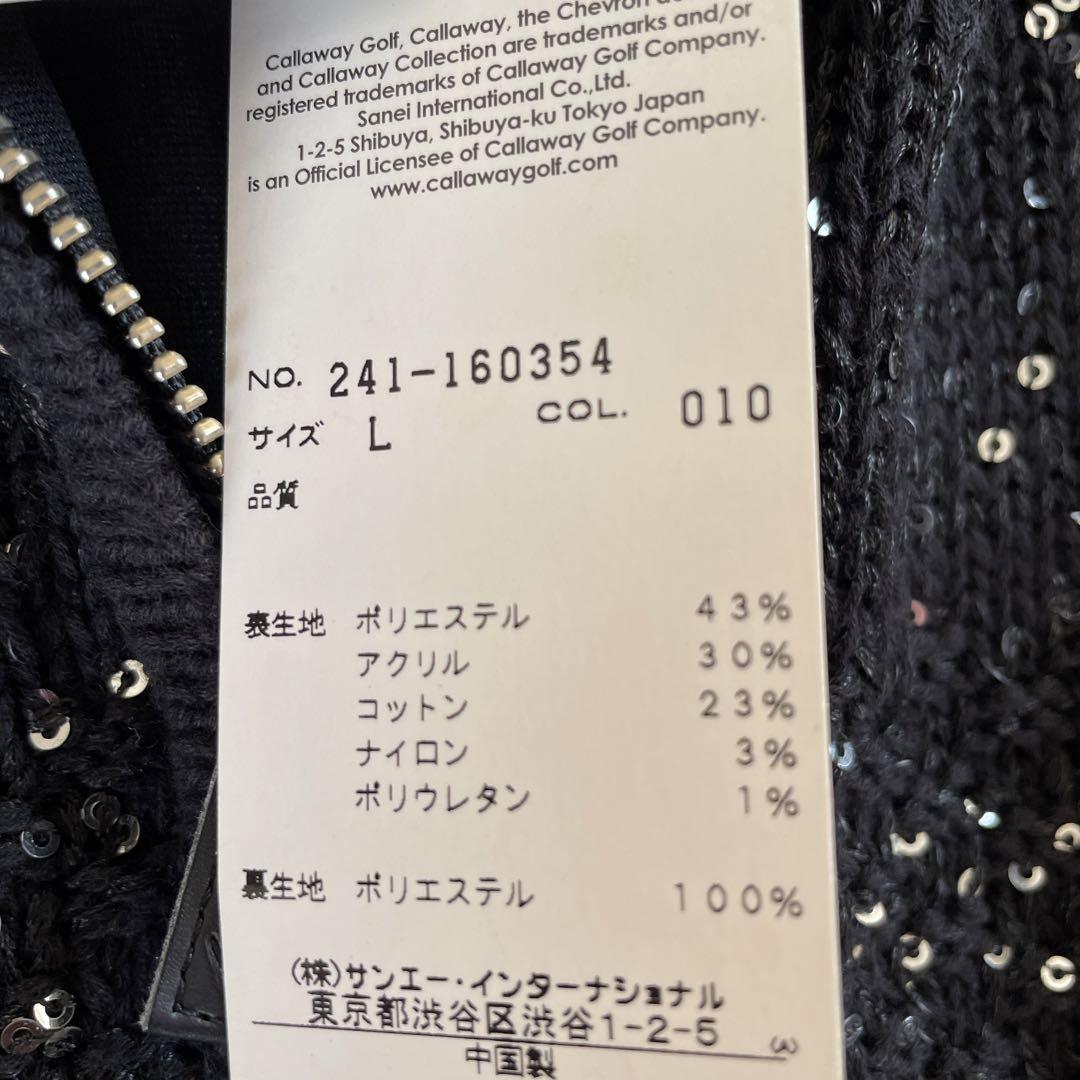 Callaway Golf, Callaway, the Chevron
and Callaway Collection are trademarks and/or
registered trademarks of Callaway Golf Company.
Sanei International Co.,Ltd.
1-2-5 Shibuya, Shibuya-ku Tokyo Japan
is an Official Licensee of Callaway Golf Company.
www.callawaygolf.com
NO. 241-160354
サイズ L COL. 010
品質
表生地 ポリエステル 43%
アクリル 30%
コットン 23%
ナイロン 3%
ポリウレタン 1%
裏生地 ポリエステル 100%
(株)サンエー・インターナショナル
東京都渋谷区渋谷1-2-5
中国製